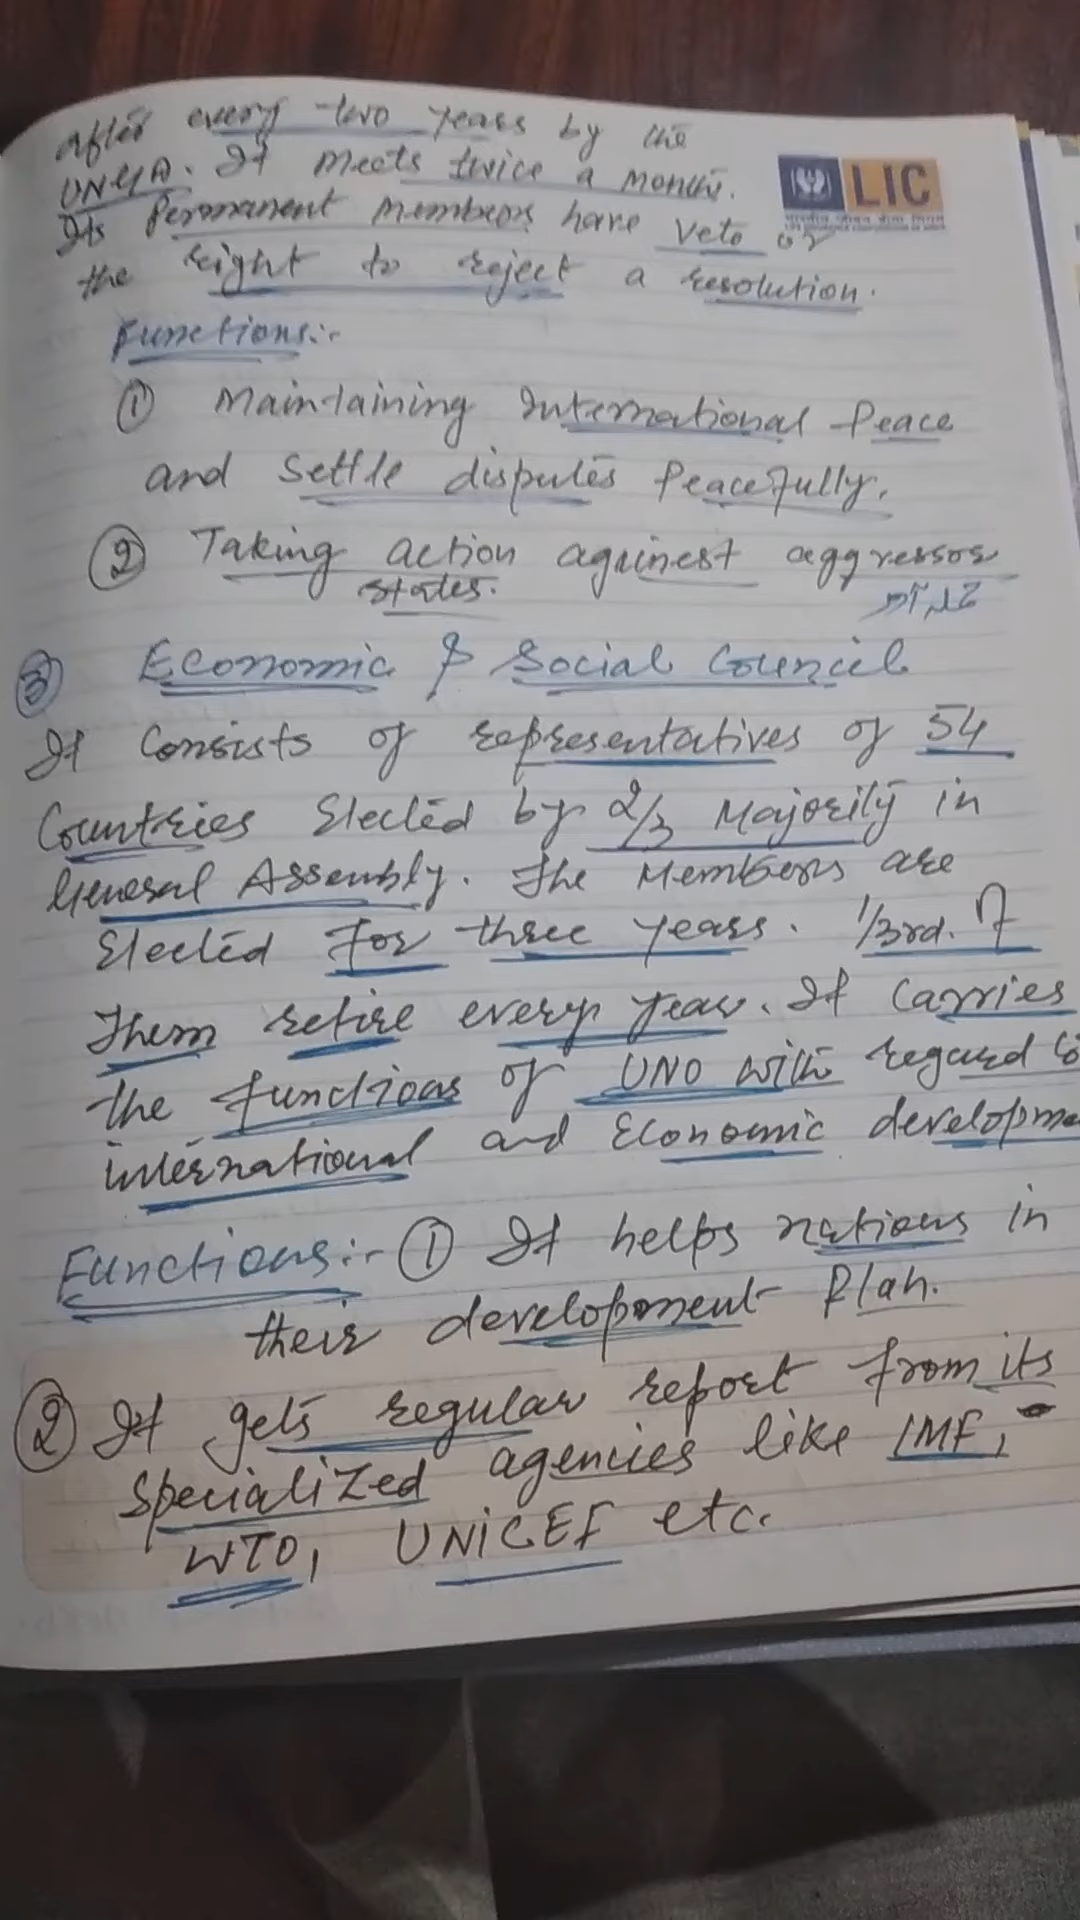 after every two years by the
UNGA. It meets twice a month.
Its Permanent Members have veto or
the right to reject a resolution.
LIC
Functions:-
① Maintaining International Peace
and Settle disputes Peacefully.
② Taking action againest aggressor
states.
③ Economic & Social Council
It Consists of representatives of 54
Countries Elected by 2/3 Majority in
General Assembly. The Members are
Elected For three years. 1/3rd. of
Them retire every year. It Carries
the functions of UNO with regard to
international and Economic developme
Functions:- ① It helps nations in
their development Plan.
② It gets regular report from its
Specialized agencies like IMF,
WTO, UNICEF etc.